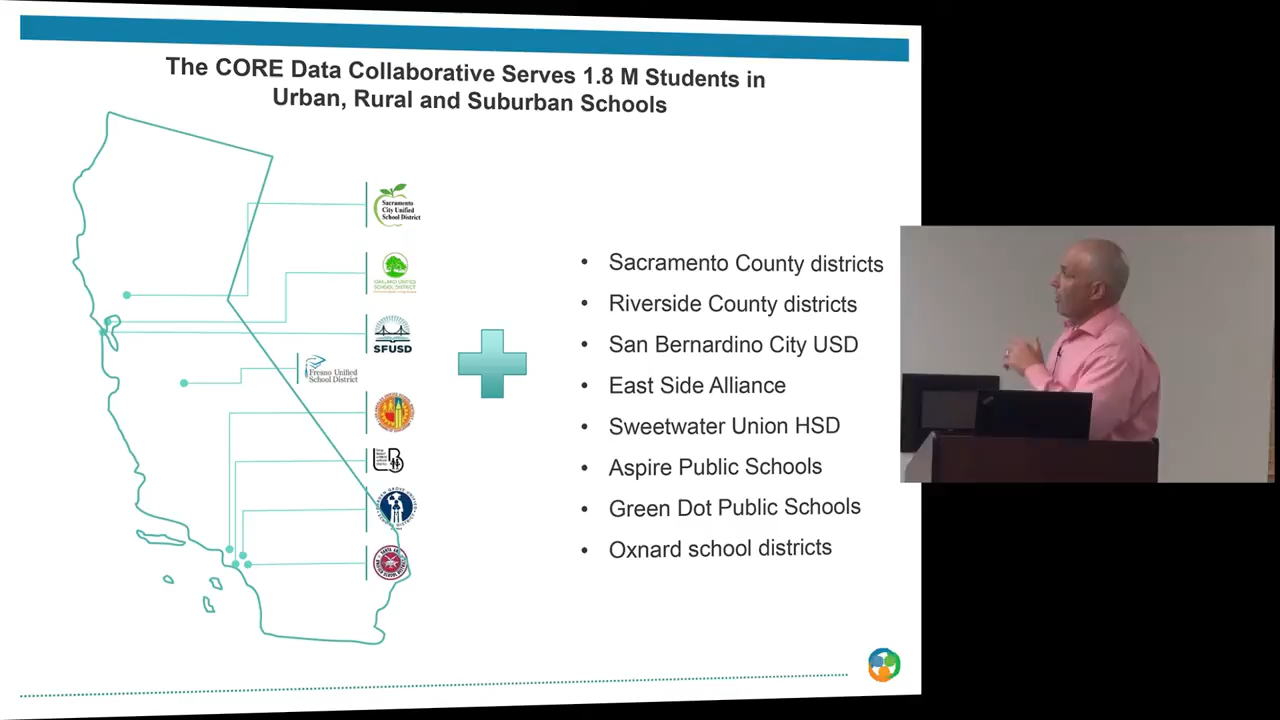 The CORE Data Collaborative Serves 1.8 M Students in
Urban, Rural and Suburban Schools
Sacramento
City Unified
School District
OAKLAND UNIFIED
SCHOOL DISTRICT
SFUSD
Fresno Unified
School District
• Sacramento County districts
• Riverside County districts
• San Bernardino City USD
• East Side Alliance
• Sweetwater Union HSD
• Aspire Public Schools
• Green Dot Public Schools
• Oxnard school districts